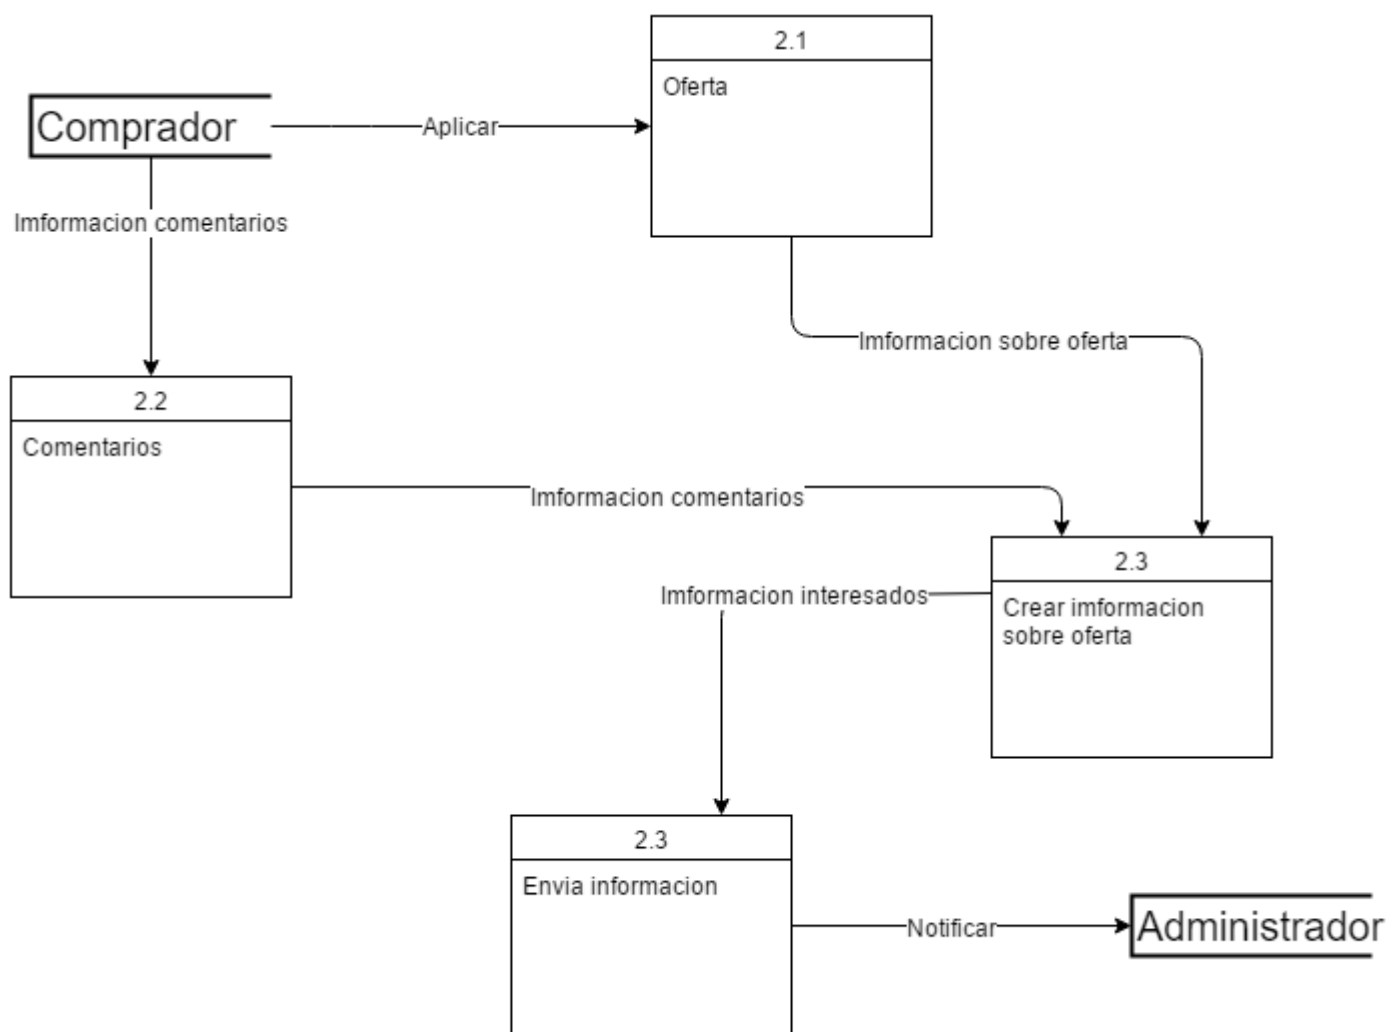 2.1
Oferta
Comprador
Aplicar
Imformacion comentarios
Imformacion sobre oferta
2.2
Comentarios
Imformacion comentarios
2.3
Crear imformacion
sobre oferta
Imformacion interesados
2.3
Envia informacion
Notificar
Administrador